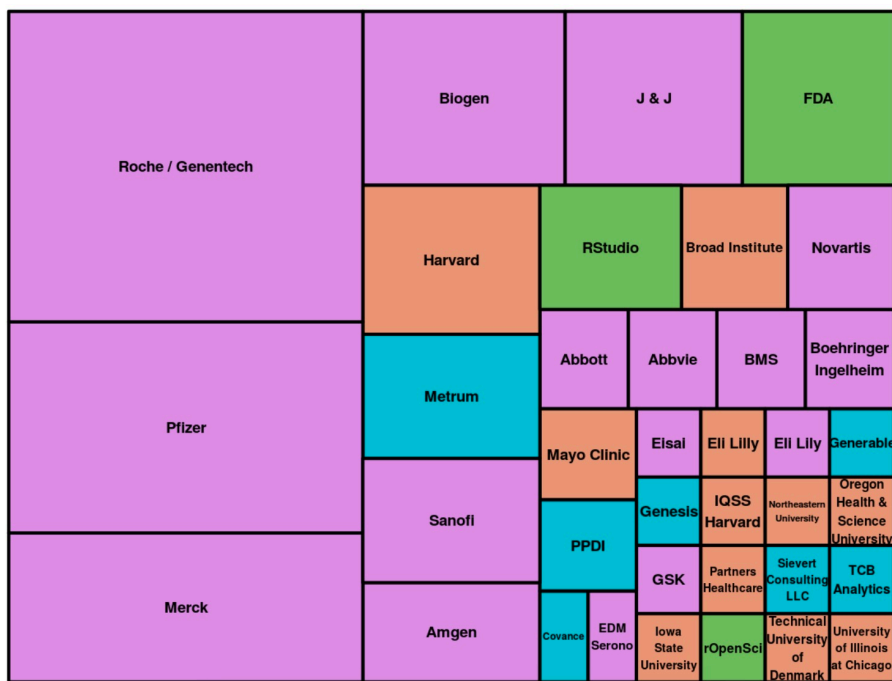 Roche / Genentech
Pfizer
Merck
Biogen
J & J
FDA
Harvard
RStudio
Broad Institute
Novartis
Metrum
Abbott
Abbvie
BMS
Boehringer
Ingelheim
Sanofi
Mayo Clinic
Eisai
Eli Lilly
Eli Lily
Generable
PPDI
Genesis
IQSS
Harvard
Northeastern
University
Oregon
Health &
Science
University
Amgen
GSK
Partners
Healthcare
Sievert
Consulting
LLC
TCB
Analytics
Covance
EDM
Serono
Iowa
State
University
rOpenSci
Technical
University
of
Denmark
University
of Illinois
at Chicago